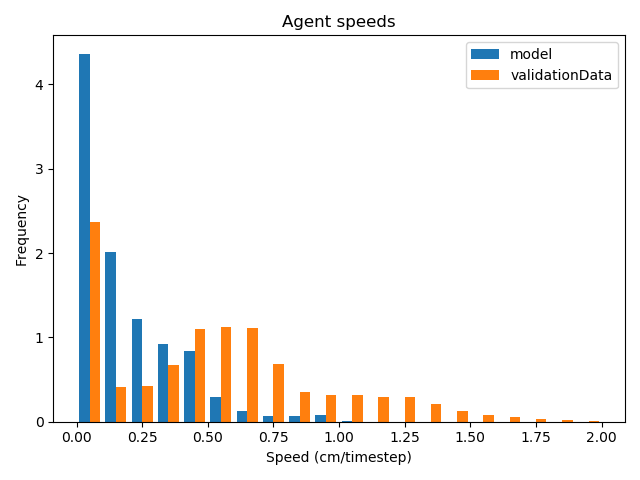 Agent speeds
model
validationData
Frequency
4
3
2
1
0
0.00 0.25 0.50 0.75 1.00 1.25 1.50 1.75 2.00
Speed (cm/timestep)